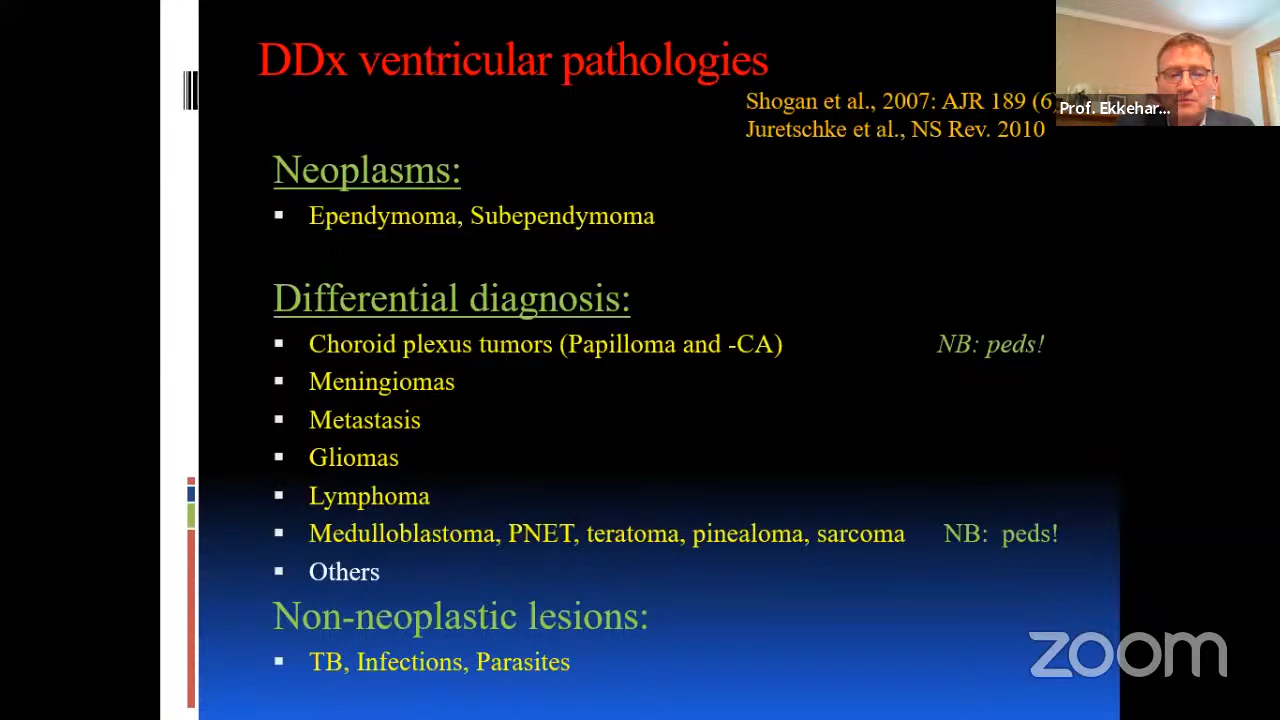 DDx ventricular pathologies
Shogan et al., 2007: AJR 189 (6)
Juretschke et al., NS Rev. 2010
Prof. Ekkehar...
Neoplasms:
Ependymoma, Subependymoma
Differential diagnosis:
Choroid plexus tumors (Papilloma and -CA) NB: peds!
Meningiomas
Metastasis
Gliomas
Lymphoma
Medulloblastoma, PNET, teratoma, pinealoma, sarcoma NB: peds!
Others
Non-neoplastic lesions:
TB, Infections, Parasites
zoom